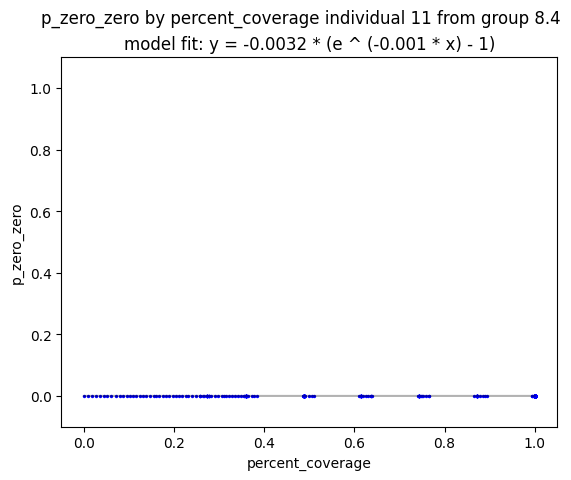 p_zero_zero by percent_coverage individual 11 from group 8.4
model fit: y = -0.0032 * (e ^ (-0.001 * x) - 1)
1.0
0.8
0.6
0.4
0.2
0.0
p_zero_zero
0.0 0.2 0.4 0.6 0.8 1.0
percent_coverage